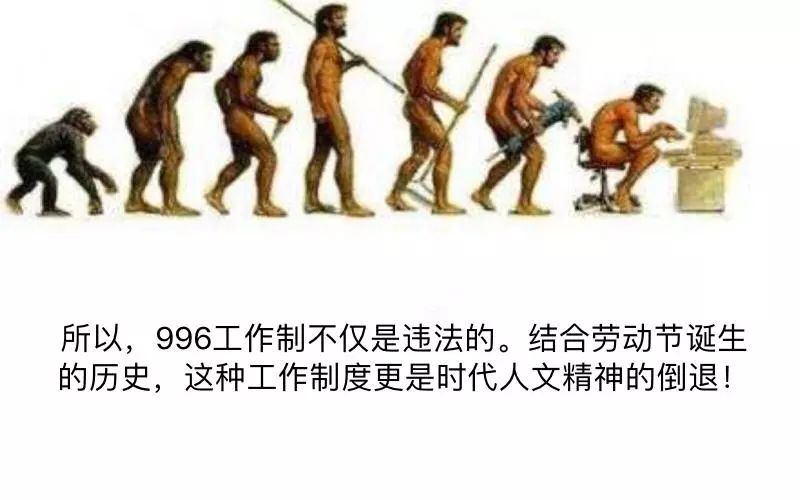 所以，996工作制不仅是违法的。结合劳动节诞生
的历史，这种工作制度更是时代人文精神的倒退！